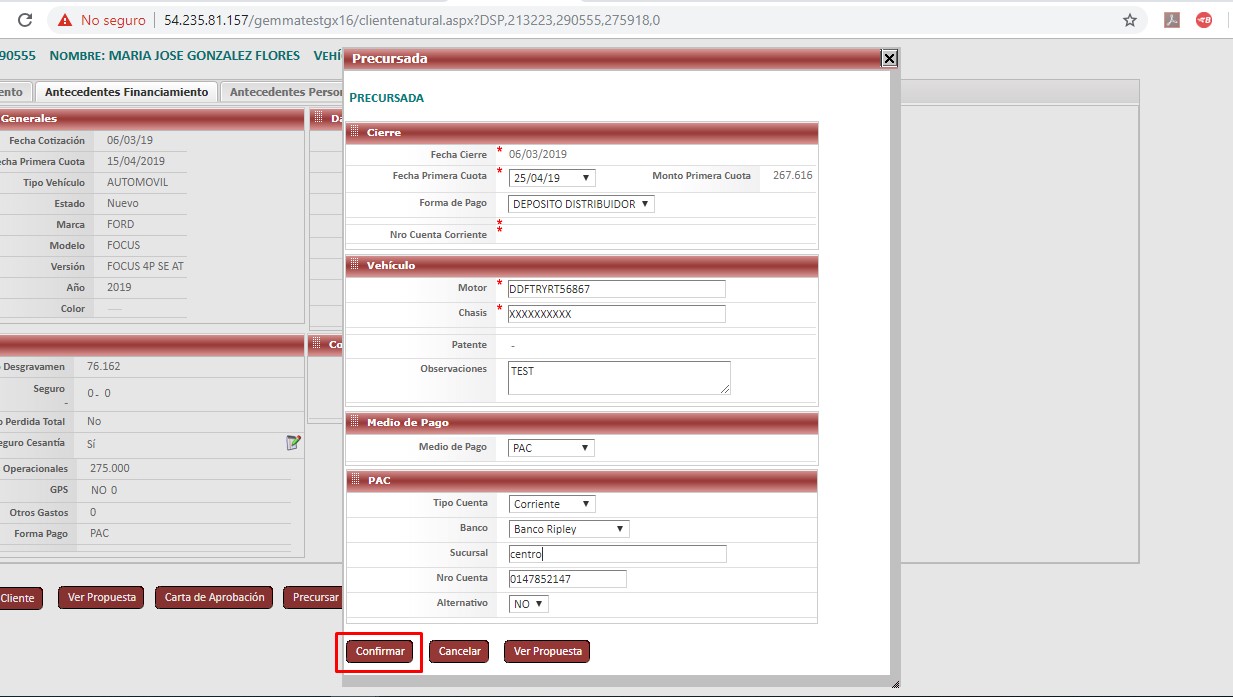 No seguro | 54.235.81.157/gemmatestgx16/clientenatural.aspx?DSP,213223,290555,275918,0
90555 NOMBRE: MARIA JOSE GONZALEZ FLORES VEHÍ
ento Antecedentes Financiamiento Antecedentes Person
Generales Da
Fecha Cotización 06/03/19
echa Primera Cuota 15/04/2019
Tipo Vehículo AUTOMOVIL
Estado Nuevo
Marca FORD
Modelo FOCUS
Versión FOCUS 4P SE AT
Año 2019
Color
Co
Desgravamen 76.162
Seguro - 0 - 0
o Perdida Total No
eguro Cesantía Sí
Operacionales 275.000
GPS NO 0
Otros Gastos 0
Forma Pago PAC
Cliente Ver Propuesta Carta de Aprobación Precursar
Precursada
PRECURSADA
Cierre
Fecha Cierre * 06/03/2019
Fecha Primera Cuota * 25/04/19 Monto Primera Cuota 267.616
Forma de Pago DEPOSITO DISTRIBUIDOR
*
Nro Cuenta Corriente *
Vehículo
Motor * DDFTRYRT56867
Chasis * XXXXXXXXXX
Patente -
Observaciones TEST
Medio de Pago
Medio de Pago PAC
PAC
Tipo Cuenta Corriente
Banco Banco Ripley
Sucursal centro
Nro Cuenta 0147852147
Alternativo NO
Confirmar Cancelar Ver Propuesta